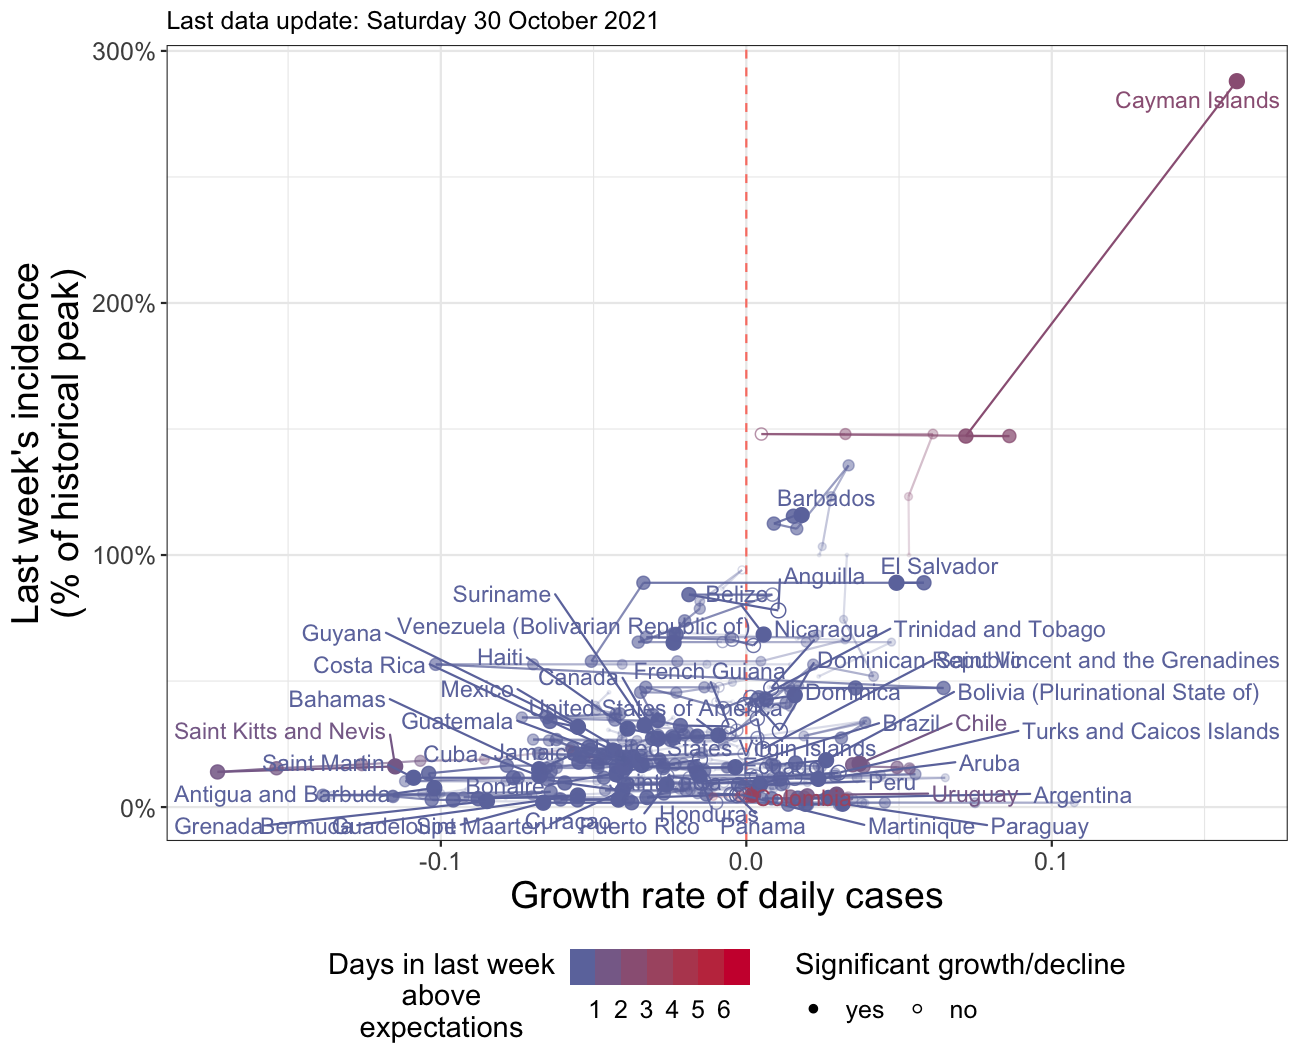 Last data update: Saturday 30 October 2021
300%
Cayman Islands
200%
Last week's incidence
(% of historical peak)
Barbados
100%
El Salvador
Anguilla
Suriname
Belize
Venezuela (Bolivarian Republic of)
Nicaragua
Trinidad and Tobago
Guyana
Haiti
Costa Rica
French Guiana
Dominican Republic
Saint Vincent and the Grenadines
Canada
Mexico
Dominica
Bolivia (Plurinational State of)
Bahamas
United States of America
Guatemala
Brazil
Chile
Saint Kitts and Nevis
Turks and Caicos Islands
Cuba
Jamaica
United States Virgin Islands
Saint Martin
Ecuador
Aruba
Bonaire
Peru
Antigua and Barbuda
Colombia
Uruguay
Argentina
0%
Grenada
Bermuda
Guadeloupe
Sint Maarten
Curaçao
Puerto Rico
Honduras
Panama
Martinique
Paraguay
-0.1
0.0
0.1
Growth rate of daily cases
Days in last week
above
expectations
1 2 3 4 5 6
Significant growth/decline
yes
no